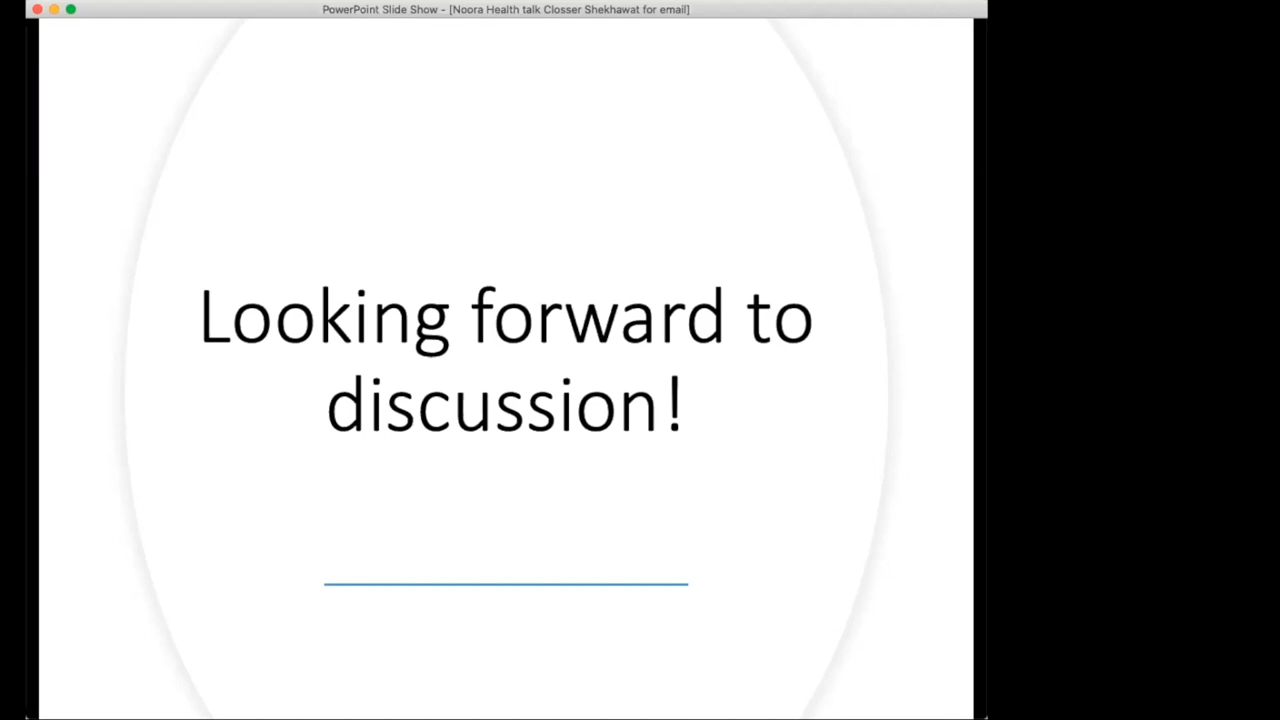 PowerPoint Slide Show - [Noora Health talk Closser Shekhawat for email]
Looking forward to
discussion!